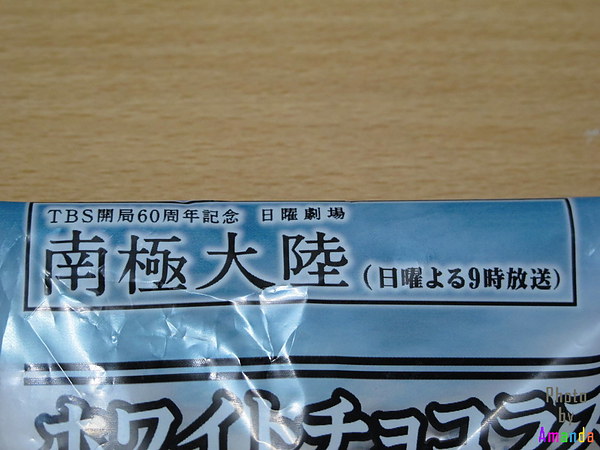 TBS開局60周年記念 日曜劇場
南極大陸(日曜よる9時放送)
ホワイトチョコラス
Photo
by
Amanda